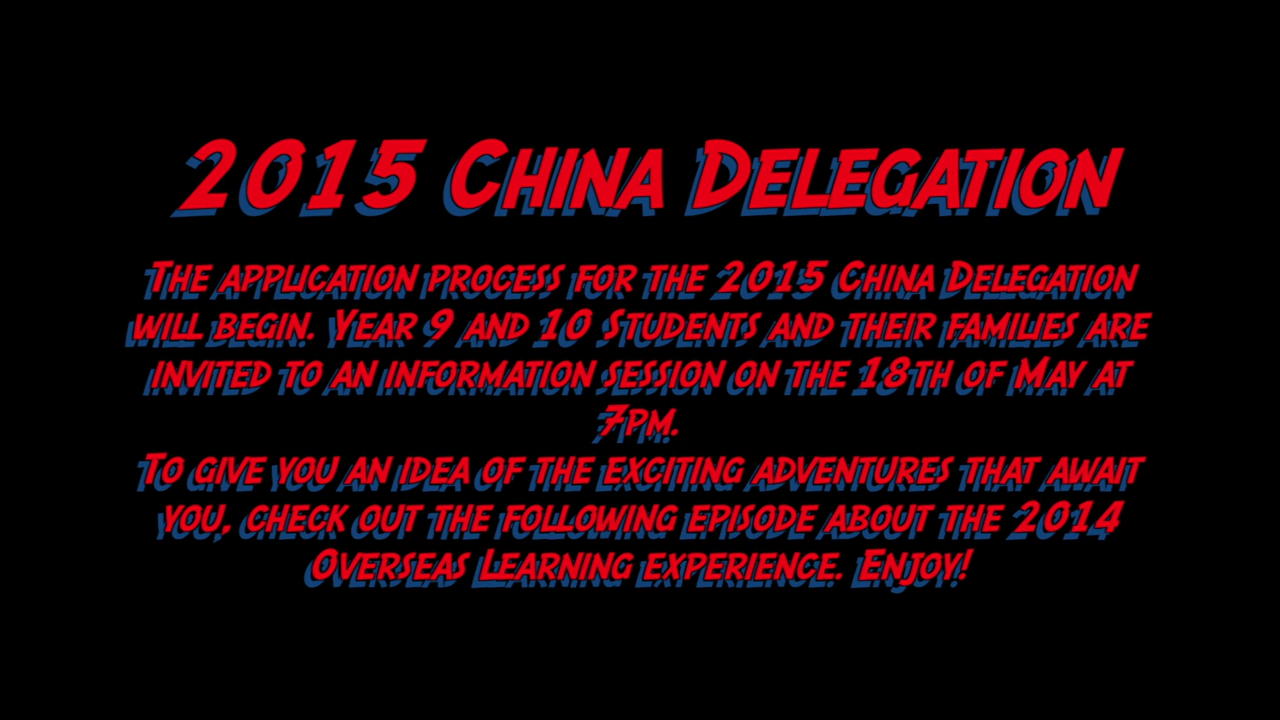 2015 China Delegation
The application process for the 2015 China Delegation
will begin. Year 9 and 10 Students and their families are
invited to an information session on the 18th of May at
7pm.
To give you an idea of the exciting adventures that await
you, check out the following episode about the 2014
Overseas Learning experience. Enjoy!